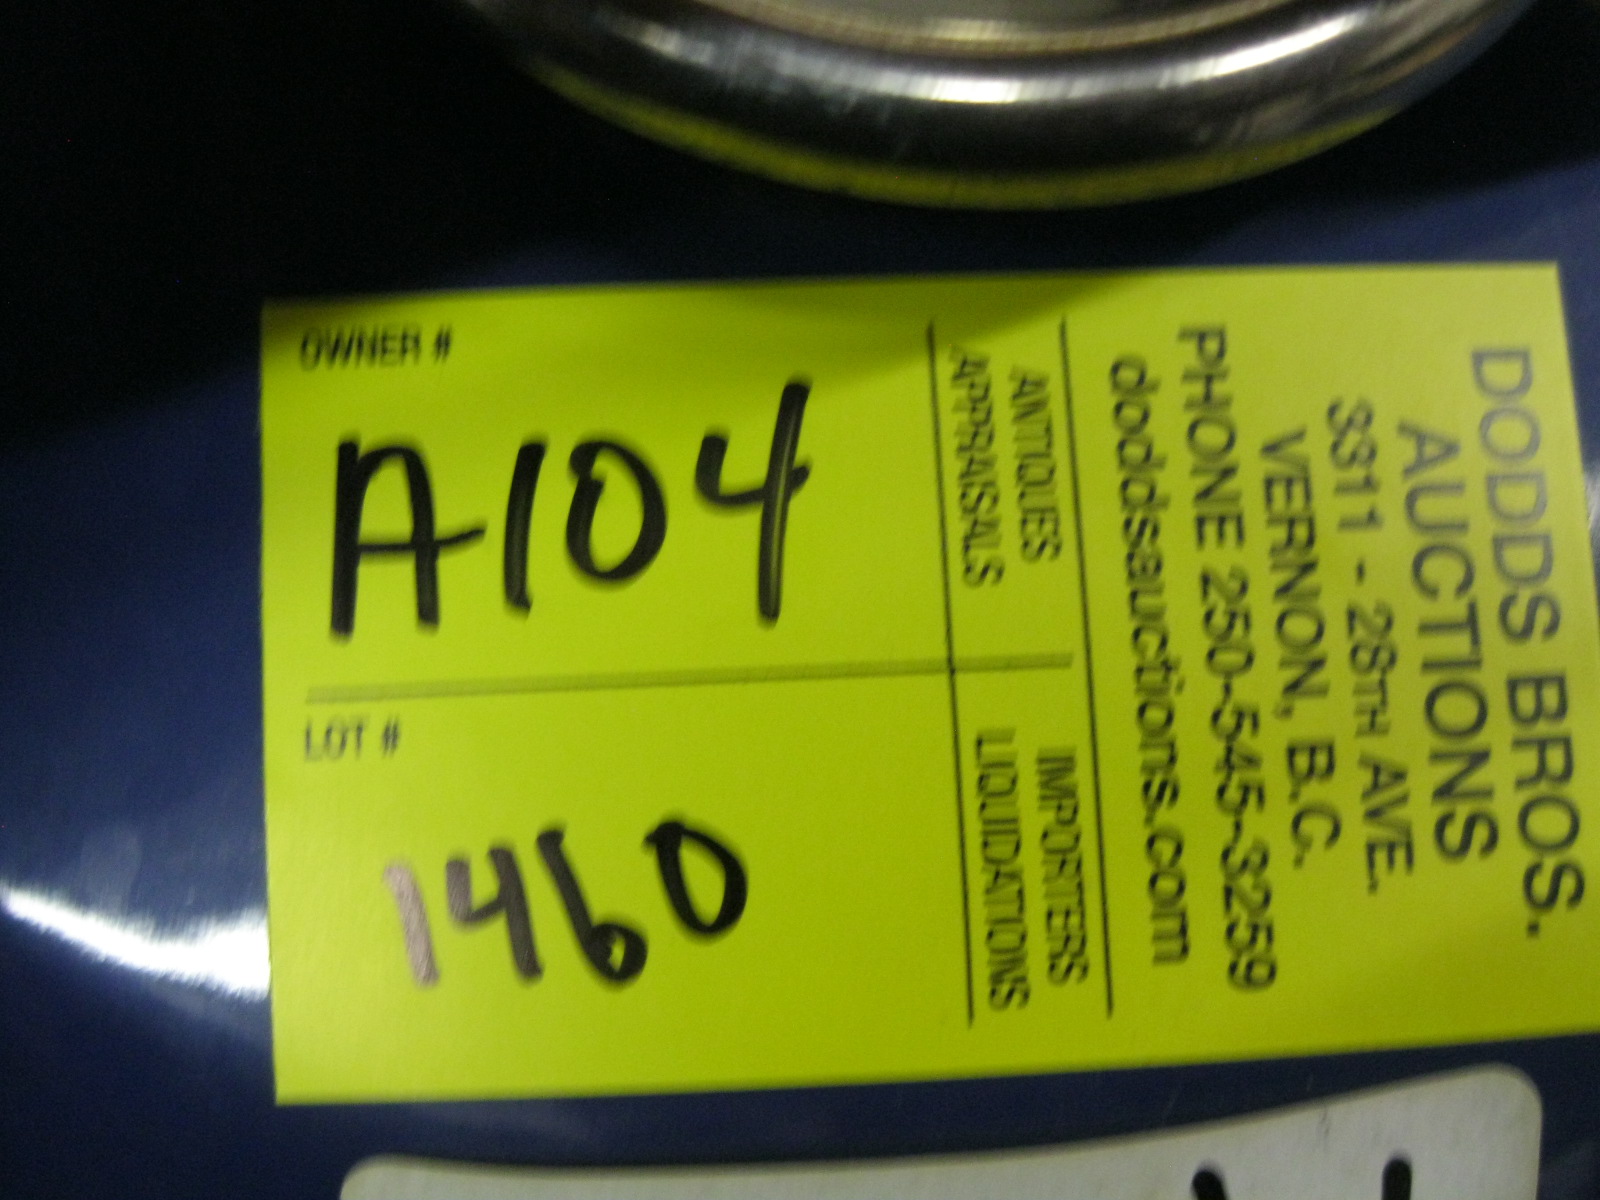 OWNER #
A104
LOT #
1460
ANTIQUES
APPRAISALS
IMPORTERS
LIQUIDATIONS
DODDS BROS.
AUCTIONS
3311 - 28TH AVE.
VERNON, B.C.
PHONE 250-545-3259
doddsauctions.com